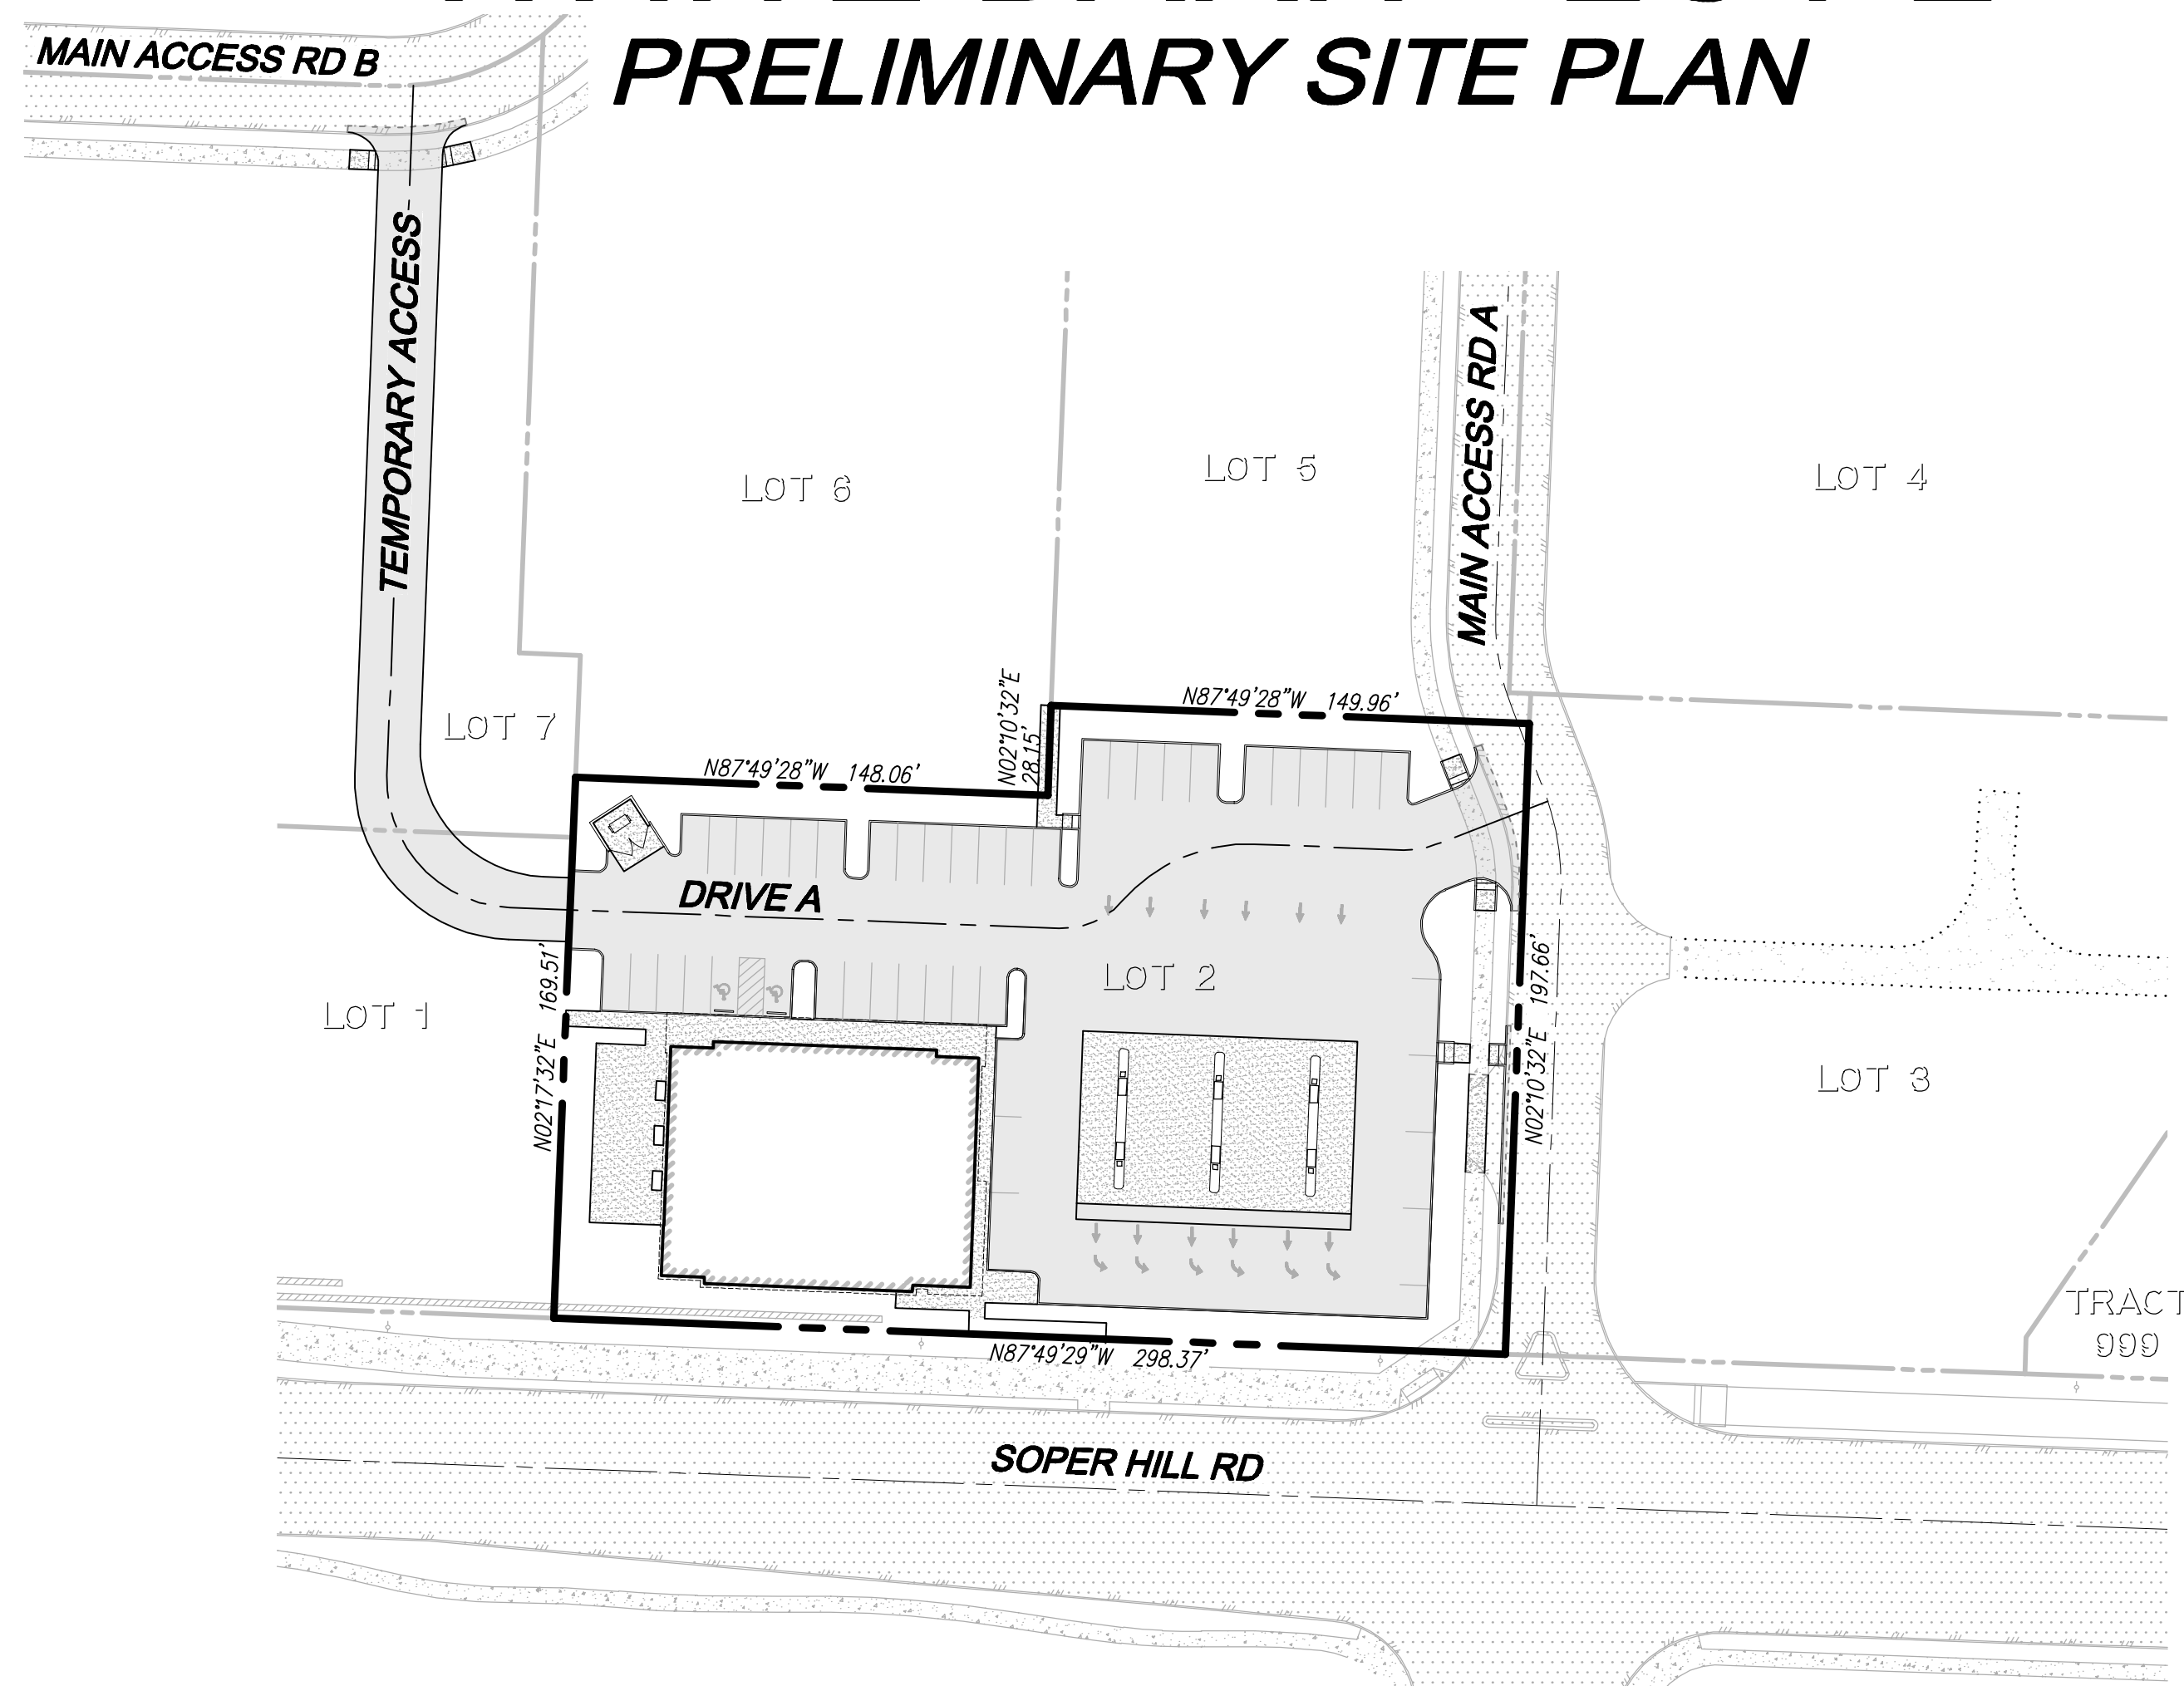 PRELIMINARY SITE PLAN
MAIN ACCESS RD B
TEMPORARY ACCESS
MAIN ACCESS RD A
LOT 6
LOT 5
LOT 4
LOT 7
N02°10'32"E
28.15'
N87°49'28"W 149.96'
N87°49'28"W 148.06'
DRIVE A
LOT 2
LOT 1
N02°17'32"E 169.51'
N02°10'32"E 197.66'
LOT 3
TRACT
999
N87°49'29"W 298.37'
SOPER HILL RD